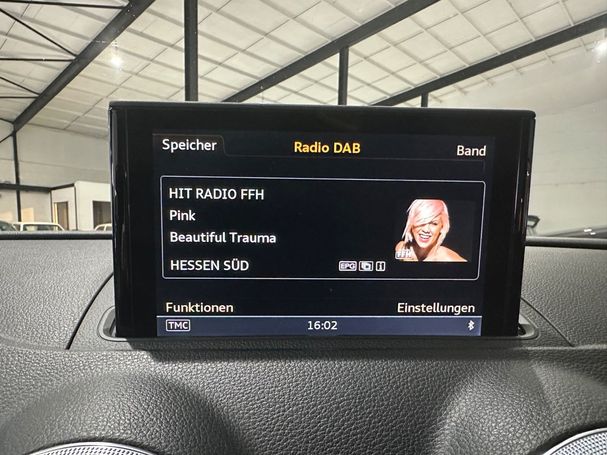 Speicher
Radio DAB
Band
HIT RADIO FFH
Pink
Beautiful Trauma
HESSEN SÜD
EPG
i
Funktionen
Einstellungen
TMC
16:02